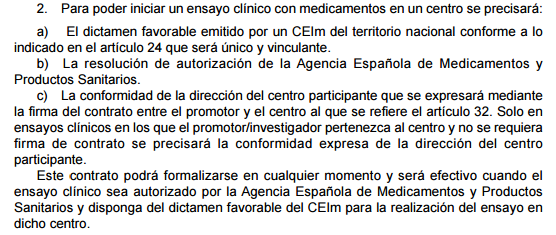 2. Para poder iniciar un ensayo clínico con medicamentos en un centro se precisará:
a) El dictamen favorable emitido por un CEIm del territorio nacional conforme a lo
indicado en el artículo 24 que será único y vinculante.
b) La resolución de autorización de la Agencia Española de Medicamentos y
Productos Sanitarios.
c) La conformidad de la dirección del centro participante que se expresará mediante
la firma del contrato entre el promotor y el centro al que se refiere el artículo 32. Solo en
ensayos clínicos en los que el promotor/investigador pertenezca al centro y no se requiera
firma de contrato se precisará la conformidad expresa de la dirección del centro
participante.
Este contrato podrá formalizarse en cualquier momento y será efectivo cuando el
ensayo clínico sea autorizado por la Agencia Española de Medicamentos y Productos
Sanitarios y disponga del dictamen favorable del CEIm para la realización del ensayo en
dicho centro.